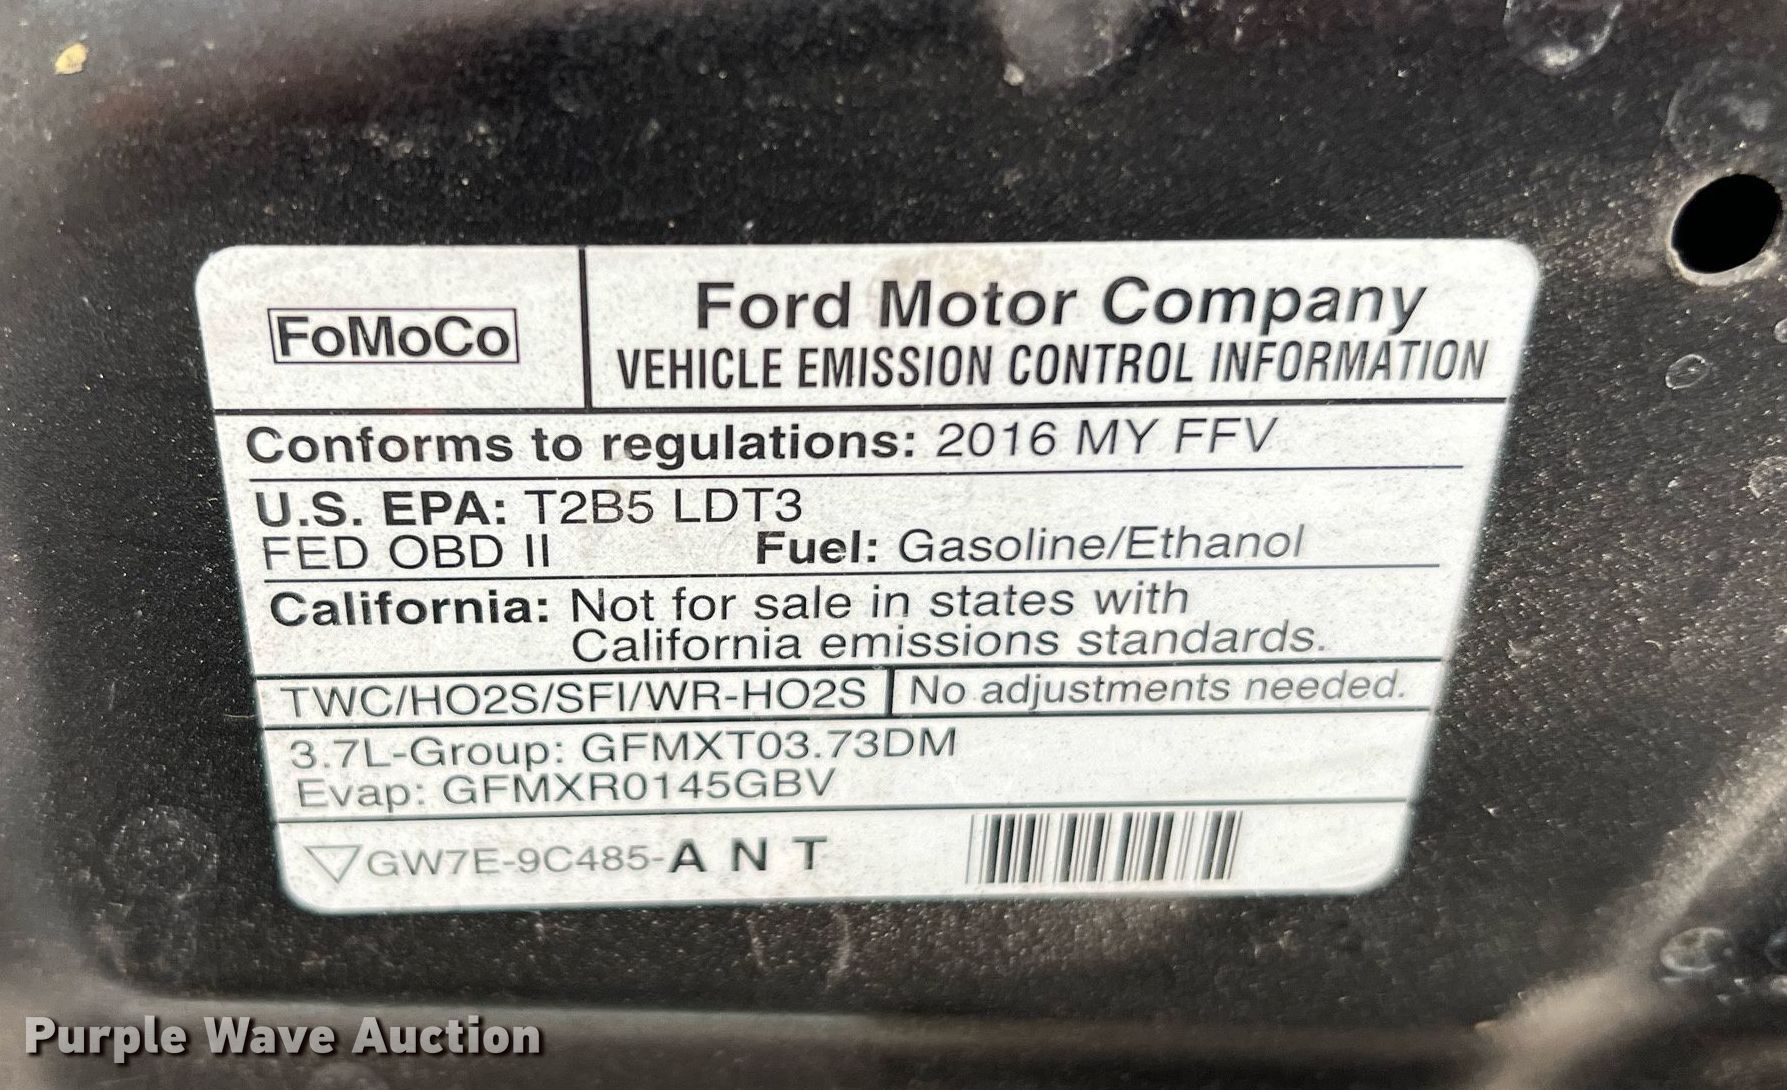 FoMoCo
Ford Motor Company
VEHICLE EMISSION CONTROL INFORMATION
Conforms to regulations: 2016 MY FFV
U.S. EPA: T2B5 LDT3
FED OBD II Fuel: Gasoline/Ethanol
California: Not for sale in states with
California emissions standards.
TWC/HO2S/SFI/WR-HO2S No adjustments needed.
3.7L-Group: GFMXT03.73DM
Evap: GFMXR0145GBV
GW7E-9C485-A N T
Purple Wave Auction